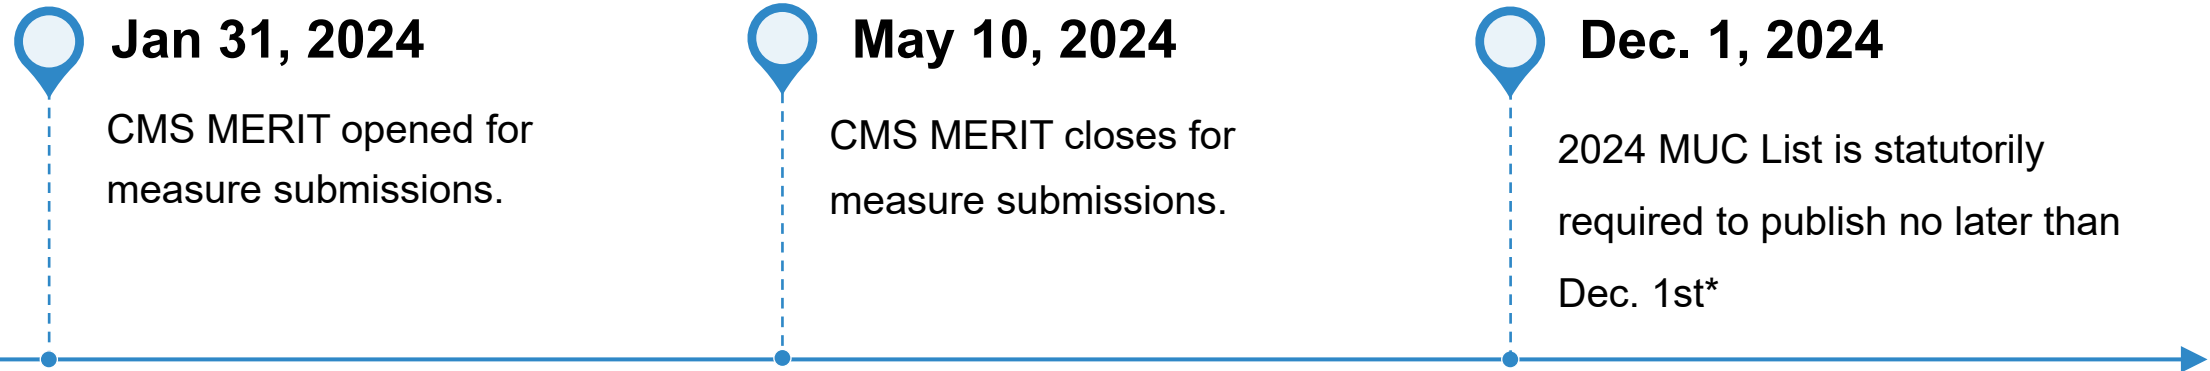 Jan 31, 2024
CMS MERIT opened for
measure submissions.
May 10, 2024
CMS MERIT closes for
measure submissions.
Dec. 1, 2024
2024 MUC List is statutorily
required to publish no later than
Dec. 1st*